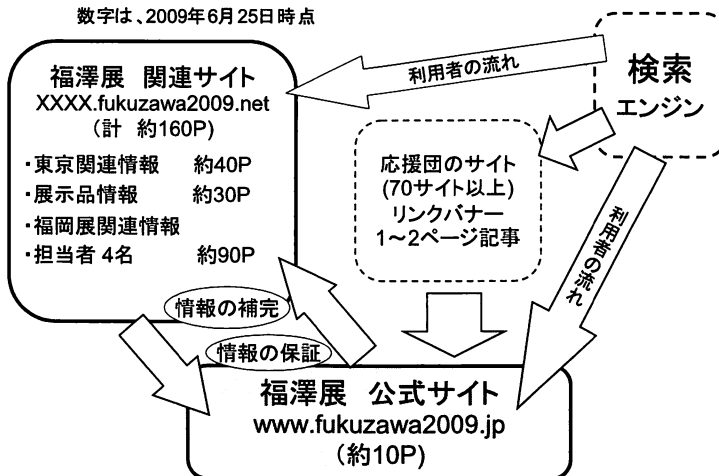 数字は、2009年6月25日時点
福澤展 関連サイト
XXXX.fukuzawa2009.net
(計 約160P)
・東京関連情報 約40P
・展示品情報 約30P
・福岡展関連情報
・担当者 4名 約90P
利用者の流れ
検索
エンジン
応援団のサイト
(70サイト以上)
リンクバナー
1～2ページ記事
利用者の流れ
情報の補完
情報の保証
福澤展 公式サイト
www.fukuzawa2009.jp
(約10P)